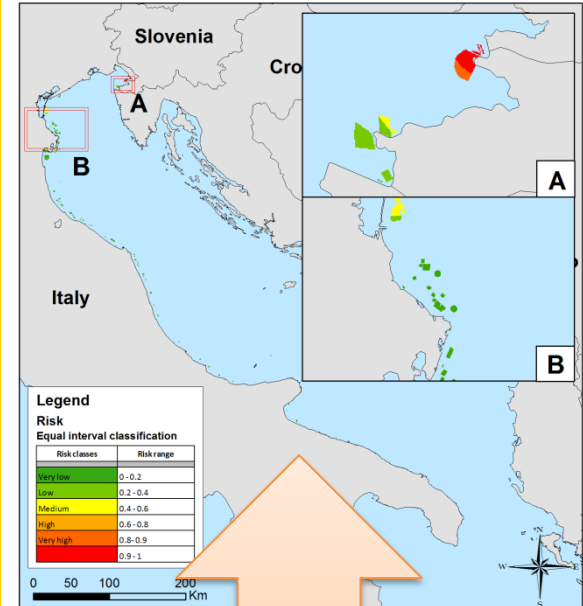 Slovenia
Cro
A
B
Italy
A
B
Legend
Risk
Equal interval classification
Risk classes Risk range
Very low 0 - 0.2
Low 0.2 - 0.4
Medium 0.4 - 0.6
High 0.6 - 0.8
Very high 0.8- 0.9
0.9 - 1
0 50 100 200
Km
N
W E
S